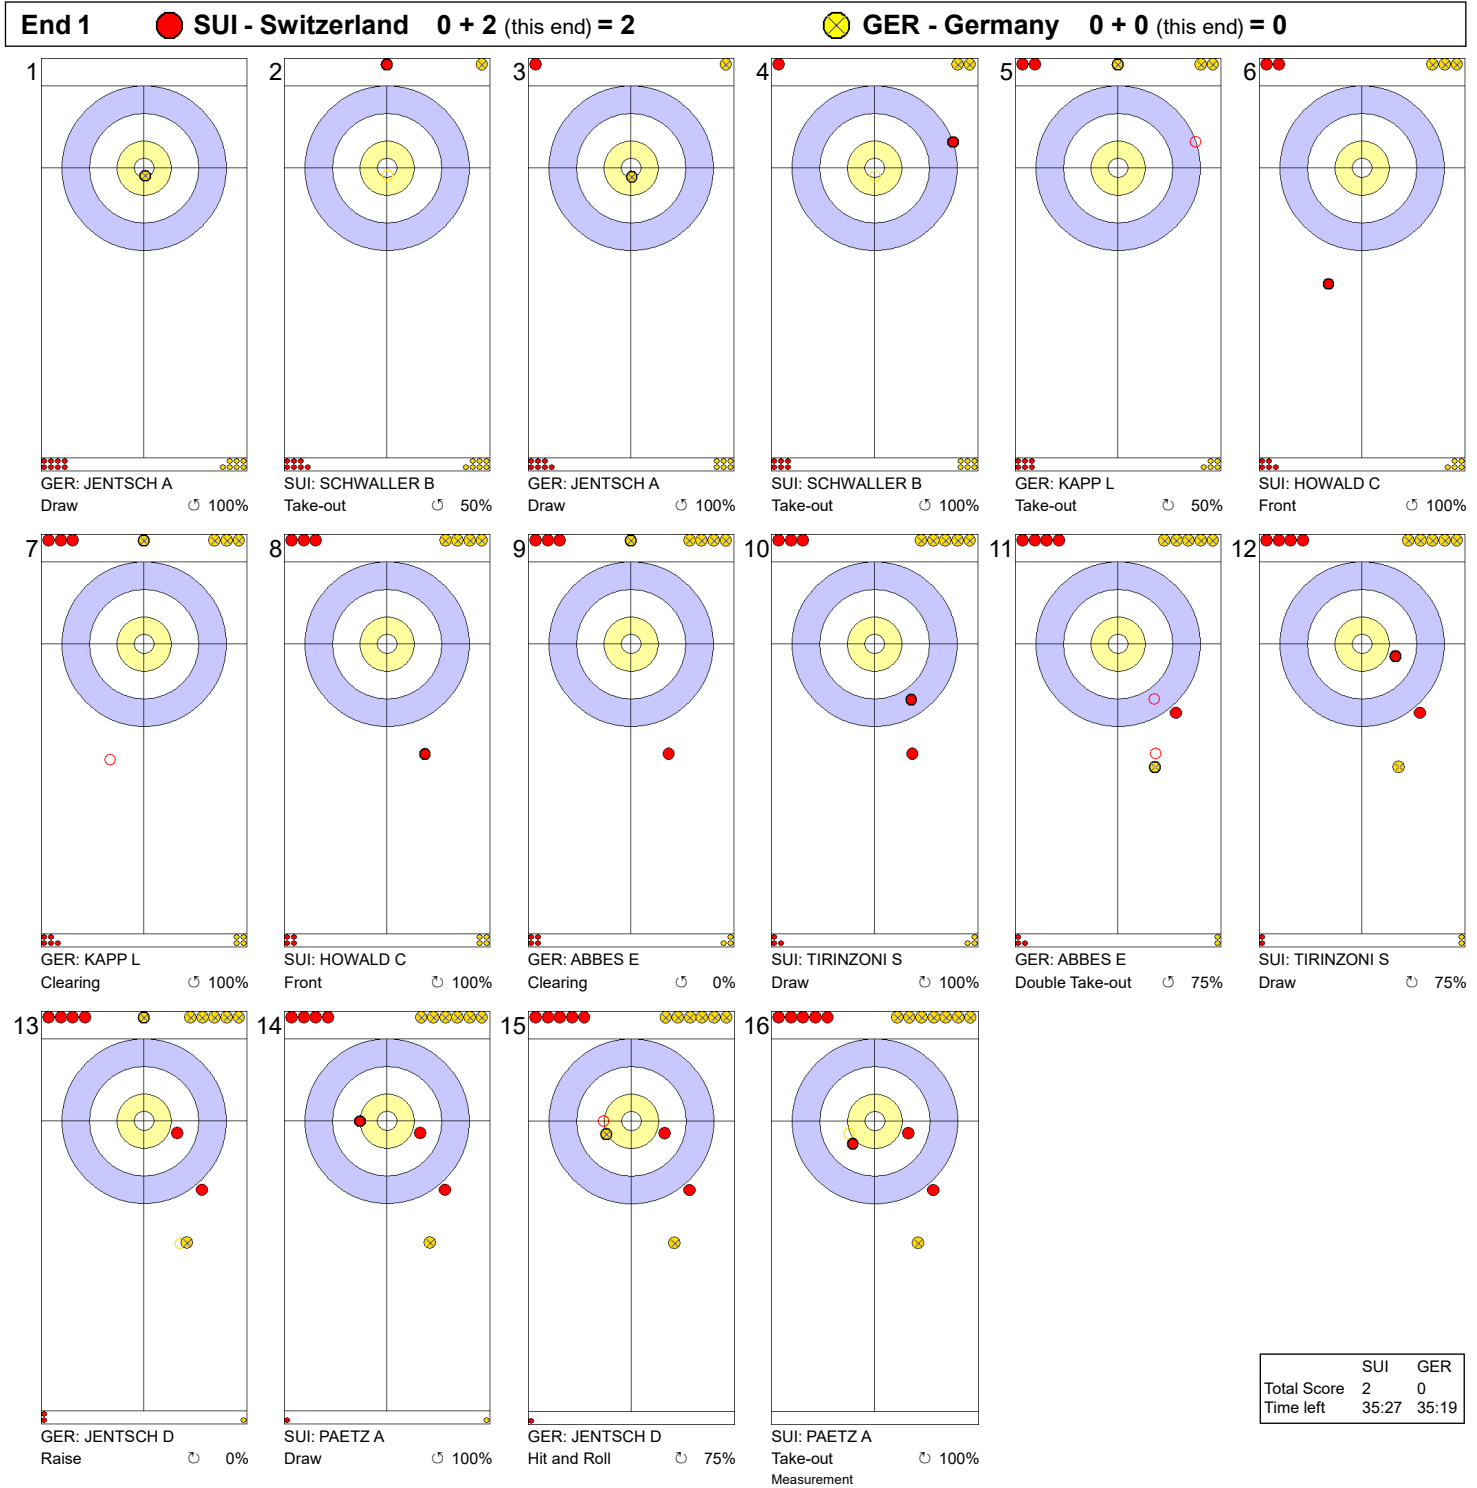 End 1 SUI - Switzerland 0 + 2 (this end) = 2 GER - Germany 0 + 0 (this end) = 0
1 2 3 4 5 6
GER: JENTSCH A SUI: SCHWALLER B GER: JENTSCH A SUI: SCHWALLER B GER: KAPP L SUI: HOWALD C
Draw ↺ 100% Take-out ↺ 50% Draw ↺ 100% Take-out ↺ 100% Take-out ↻ 50% Front ↺ 100%
7 8 9 10 11 12
GER: KAPP L SUI: HOWALD C GER: ABBES E SUI: TIRINZONI S GER: ABBES E SUI: TIRINZONI S
Clearing ↺ 100% Front ↺ 100% Clearing ↺ 0% Draw ↻ 100% Double Take-out ↺ 75% Draw ↻ 75%
13 14 15 16
GER: JENTSCH D SUI: PAETZ A GER: JENTSCH D SUI: PAETZ A
Raise ↻ 0% Draw ↺ 100% Hit and Roll ↻ 75% Take-out ↻ 100%
Measurement
SUI GER
Total Score 2 0
Time left 35:27 35:19